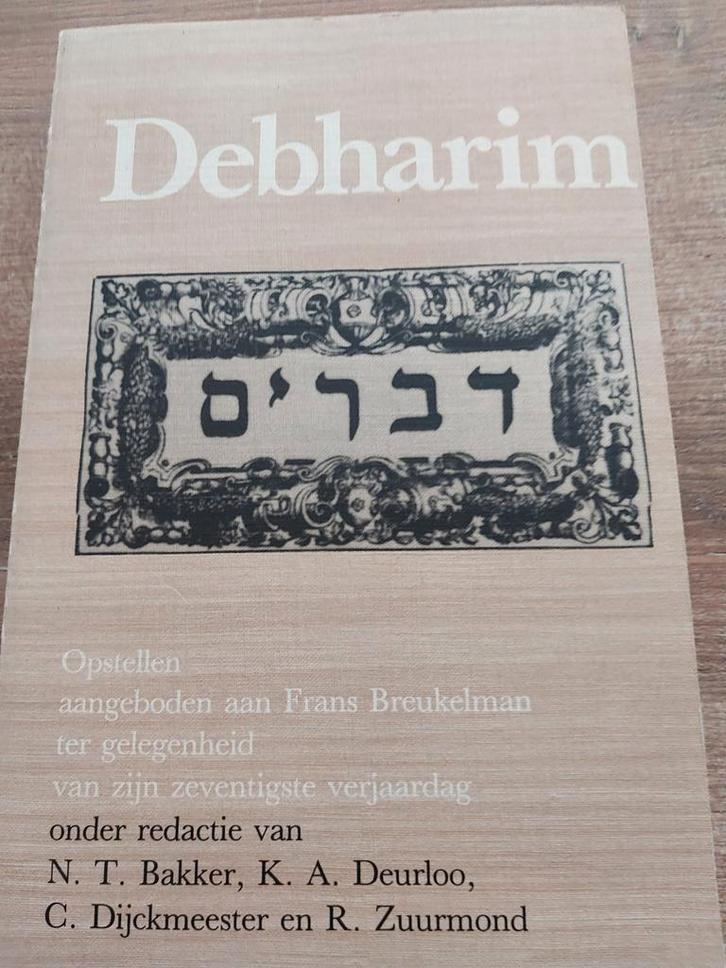 Debharim
דברים
Opstellen
aangeboden aan Frans Breukelman
ter gelegenheid
van zijn zeventigste verjaardag
onder redactie van
N. T. Bakker, K. A. Deurloo,
C. Dijckmeester en R. Zuurmond